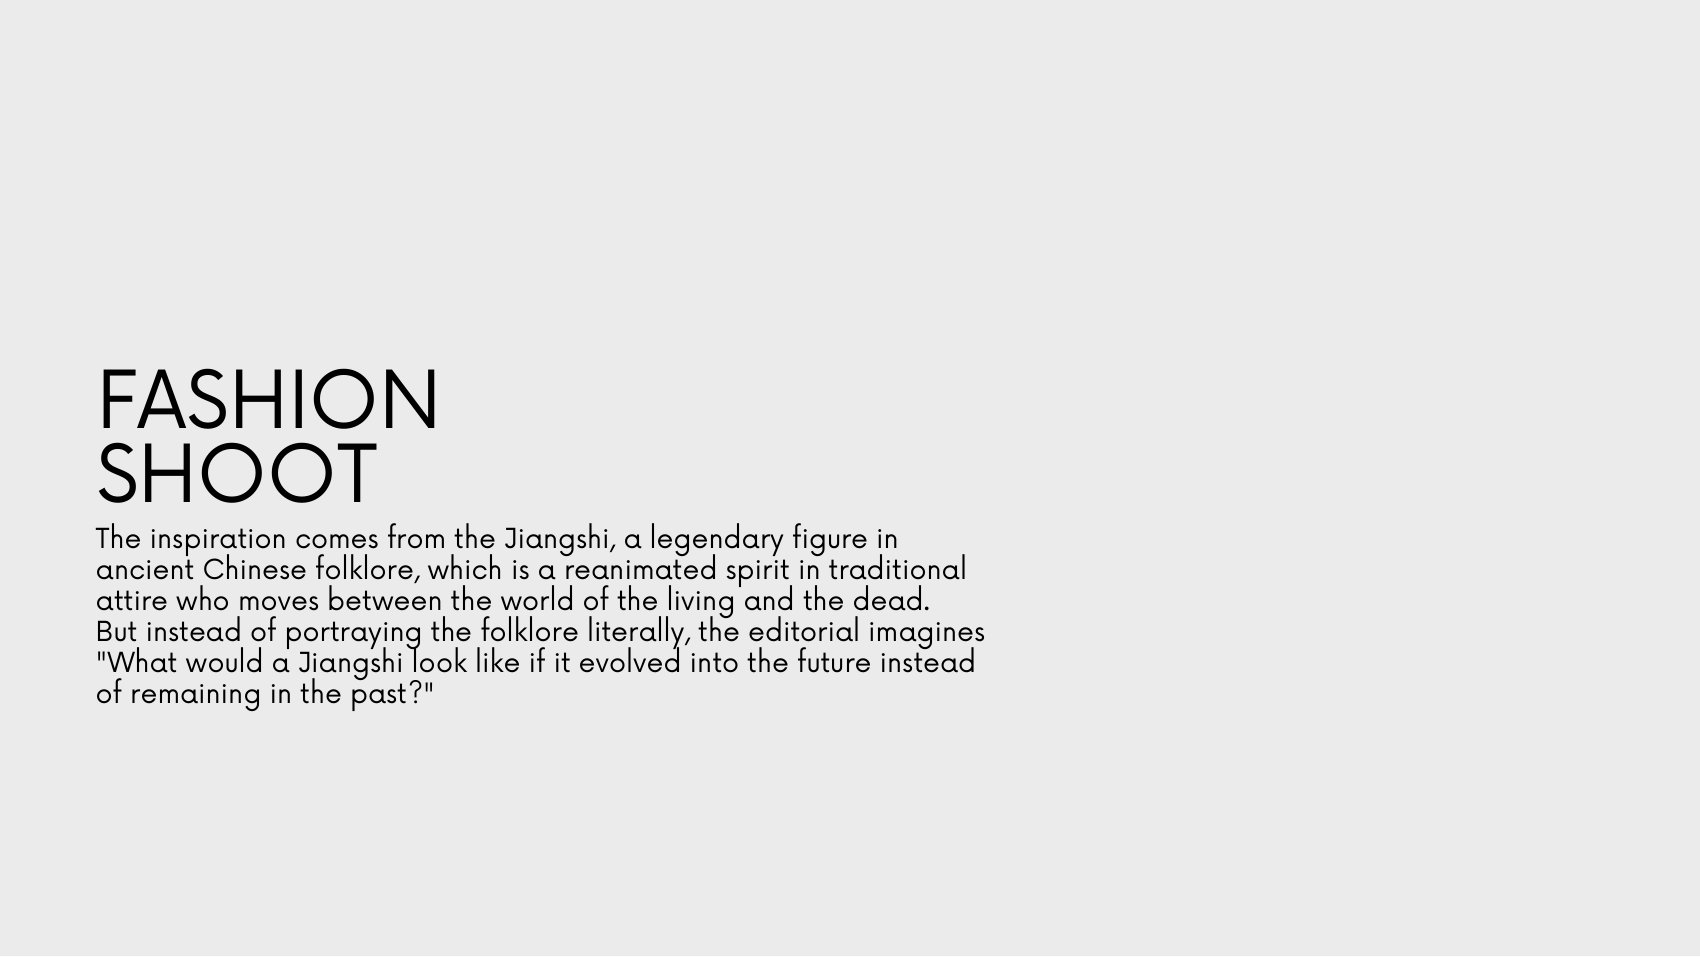 FASHION
SHOOT
The inspiration comes from the Jiangshi, a legendary figure in
ancient Chinese folklore, which is a reanimated spirit in traditional
attire who moves between the world of the living and the dead.
But instead of portraying the folklore literally, the editorial imagines
"What would a Jiangshi look like if it evolved into the future instead
of remaining in the past?"